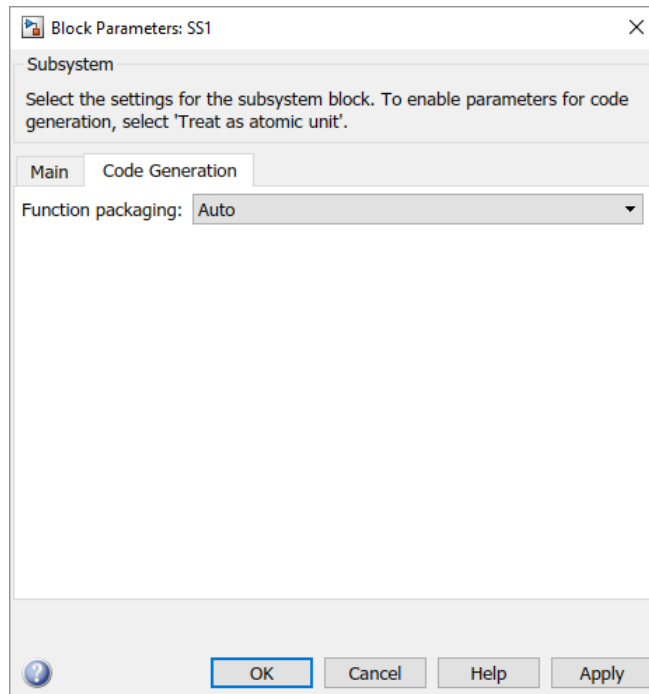 Block Parameters: SS1
Subsystem
Select the settings for the subsystem block. To enable parameters for code
generation, select 'Treat as atomic unit'.
Main Code Generation
Function packaging: Auto
? OK Cancel Help Apply